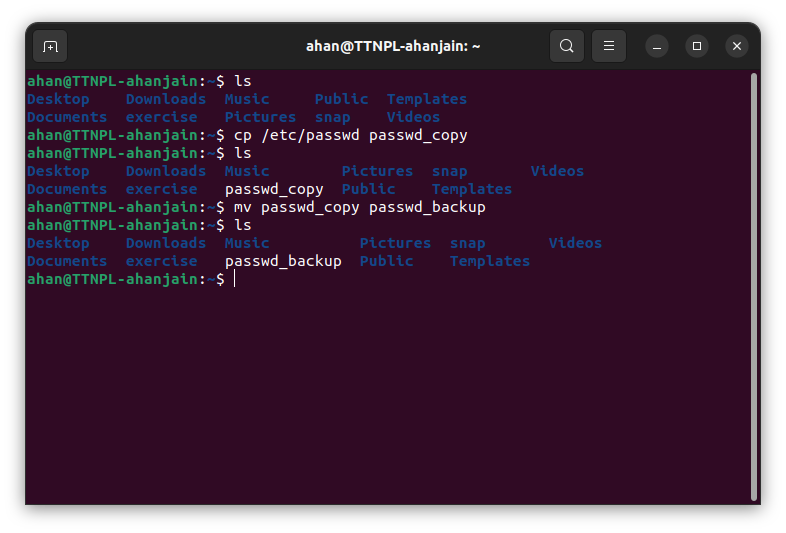 ahan@TTNPL-ahanjain: ~
ahan@TTNPL-ahanjain:~$ ls
Desktop    Downloads  Music     Public  Templates
Documents  exercise   Pictures  snap    Videos
ahan@TTNPL-ahanjain:~$ cp /etc/passwd passwd_copy
ahan@TTNPL-ahanjain:~$ ls
Desktop    Downloads  Music        Pictures  snap       Videos
Documents  exercise   passwd_copy  Public    Templates
ahan@TTNPL-ahanjain:~$ mv passwd_copy passwd_backup
ahan@TTNPL-ahanjain:~$ ls
Desktop    Downloads  Music          Pictures  snap       Videos
Documents  exercise   passwd_backup  Public    Templates
ahan@TTNPL-ahanjain:~$